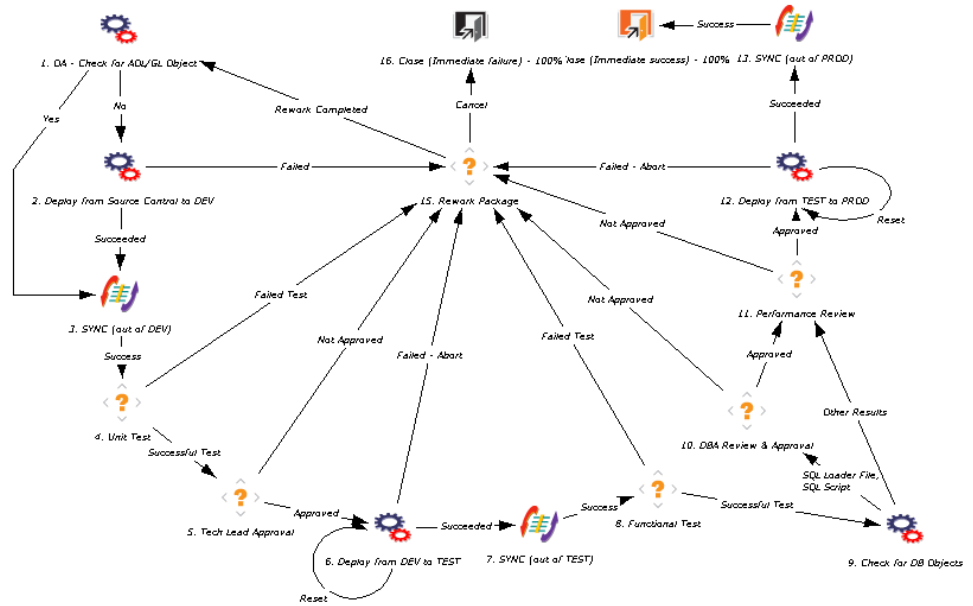 Success
1. OA - Check for AOL/GL Object
16. Close (Immediate failure) - 100%
lose (Immediate success) - 100%
13. SYNC (out of PROD)
Yes
No
Rework Completed
Cancel
Succeeded
Failed
Failed - Abort
2. Deploy from Source Control to DEV
15. Rework Package
12. Deploy from TEST to PROD
Reset
Not Approved
Approved
Succeeded
Failed Test
Not Approved
11. Performance Review
3. SYNC (out of DEV)
Not Approved
Failed Test
Success
Failed - Abort
Approved
Other Results
4. Unit Test
Successful Test
10. DBA Review & Approval
SQL Loader File,
SQL Script
Approved
Success
Successful Test
5. Tech Lead Approval
Succeeded
8. Functional Test
6. Deploy from DEV to TEST
7. SYNC (out of TEST)
9. Check for DB Objects
Reset